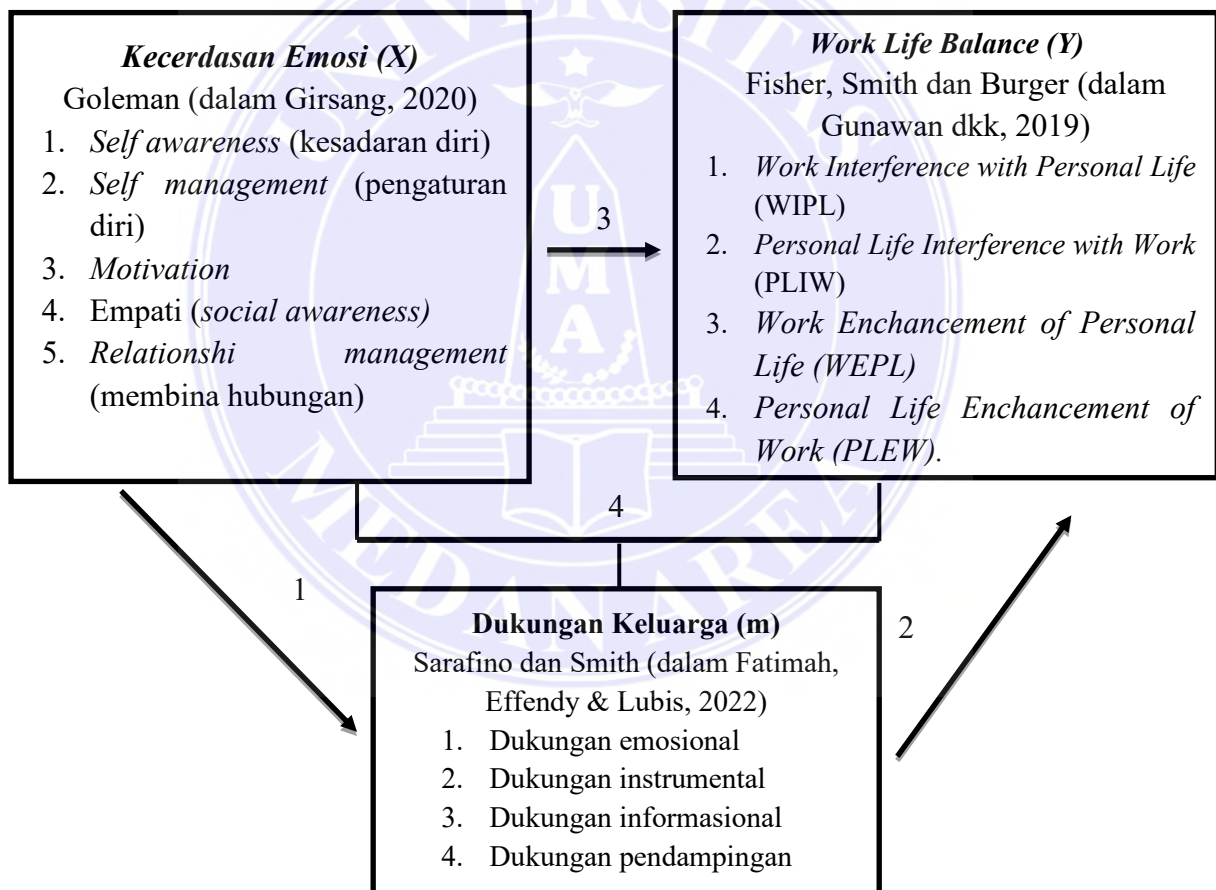 Kecerdasan Emosi (X)
Goleman (dalam Girsang, 2020)
1. Self awareness (kesadaran diri)
2. Self management (pengaturan
diri)
3. Motivation
4. Empati (social awareness)
5. Relationshi management
(membina hubungan)
3
Work Life Balance (Y)
Fisher, Smith dan Burger (dalam
Gunawan dkk, 2019)
1. Work Interference with Personal Life
(WIPL)
2. Personal Life Interference with Work
(PLIW)
3. Work Enchancement of Personal
Life (WEPL)
4. Personal Life Enchancement of
Work (PLEW).
4
1
2
Dukungan Keluarga (m)
Sarafino dan Smith (dalam Fatimah,
Effendy & Lubis, 2022)
1. Dukungan emosional
2. Dukungan instrumental
3. Dukungan informasional
4. Dukungan pendampingan
UNIVERSITAS
MEDAN AREA
UMA